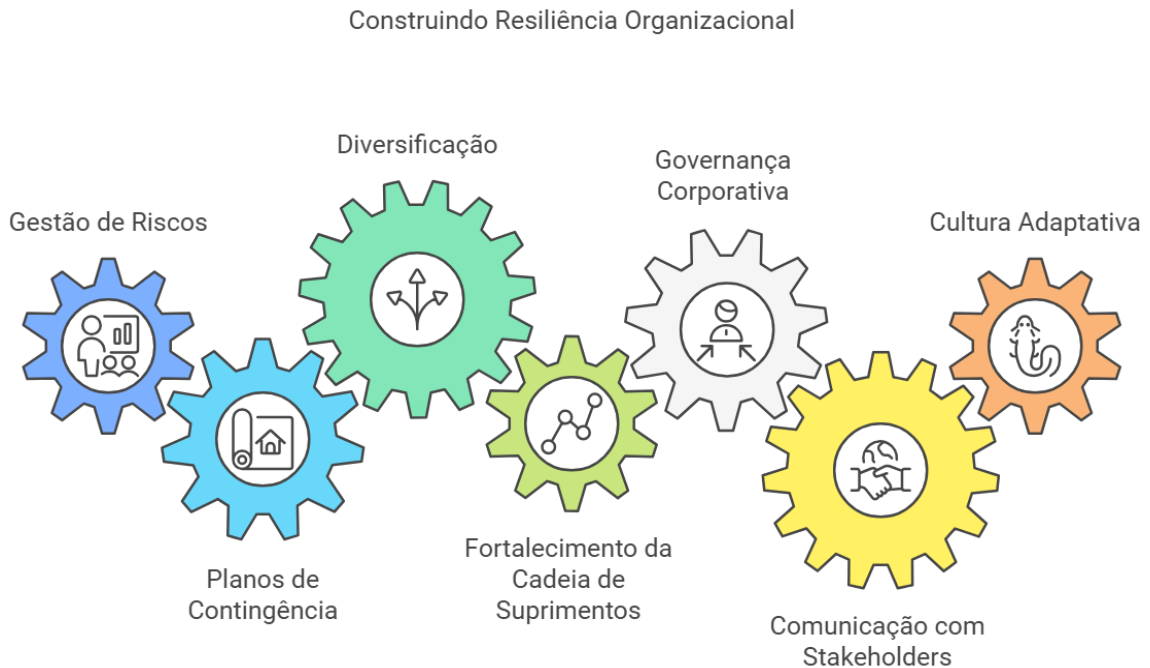 Construindo Resiliência Organizacional
Diversificação
Governança
Corporativa
Gestão de Riscos
Cultura Adaptativa
Fortalecimento da
Cadeia de
Suprimentos
Planos de
Contingência
Comunicação com
Stakeholders